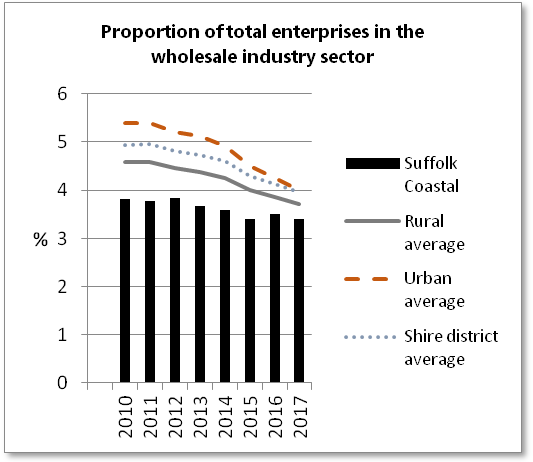 Proportion of total enterprises in the
wholesale industry sector
6
5
4
3
2
1
0
%
2010
2011
2012
2013
2014
2015
2016
2017
Suffolk
Coastal
Rural
average
Urban
average
Shire district
average